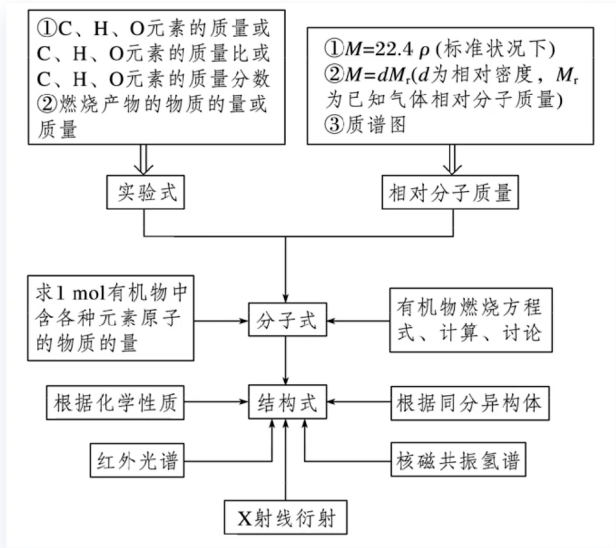 ①C、H、O元素的质量或
C、H、O元素的质量比或
C、H、O元素的质量分数
②燃烧产物的物质的量或
质量
①M=22.4 ρ (标准状况下)
②M=dMr(d为相对密度，Mr
为已知气体相对分子质量)
③质谱图
实验式
相对分子质量
求1 mol有机物中
含各种元素原子
的物质的量
分子式
有机物燃烧方程
式、计算、讨论
根据化学性质
结构式
根据同分异构体
红外光谱
核磁共振氢谱
X射线衍射